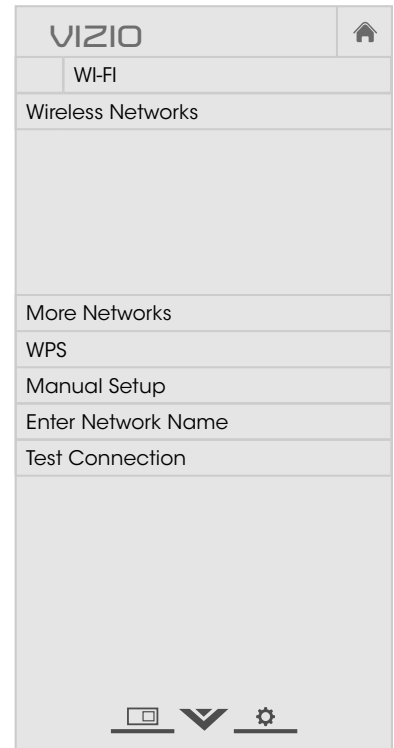 VIZIO
WI-FI
Wireless Networks
More Networks
WPS
Manual Setup
Enter Network Name
Test Connection